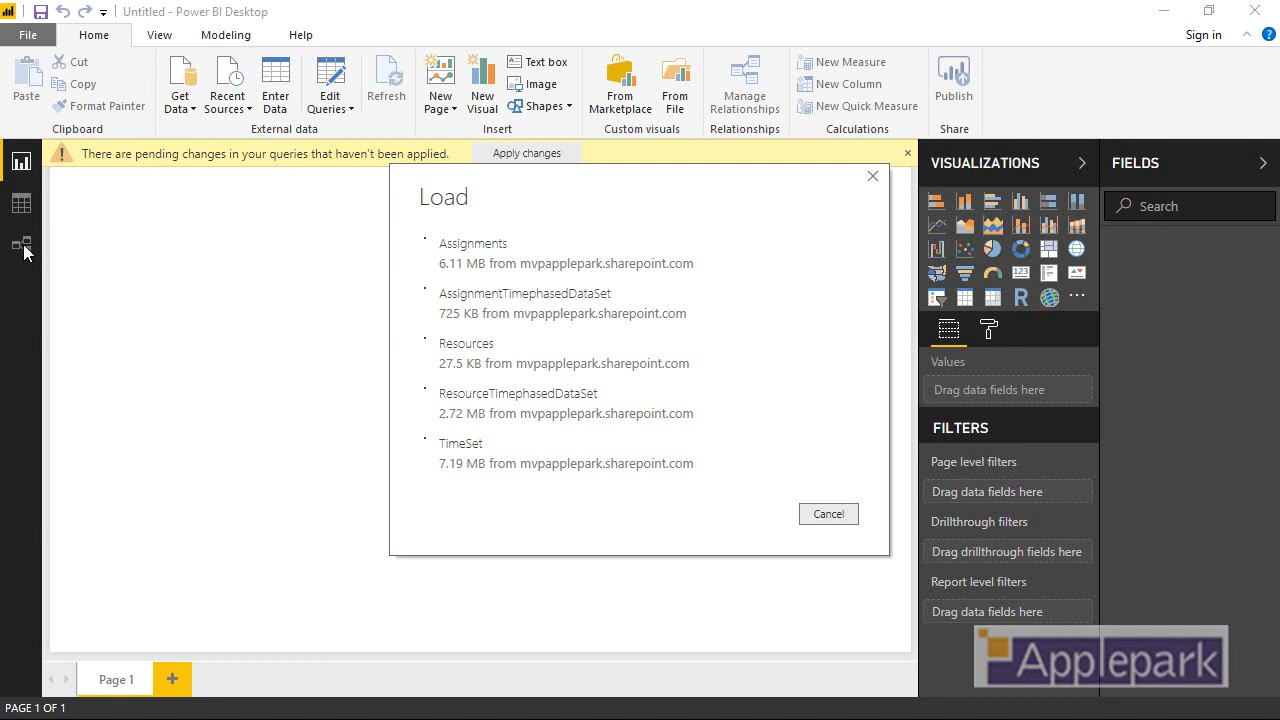 Untitled - Power BI Desktop
File
Home
View
Modeling
Help
Sign in
Paste
Cut
Copy
Format Painter
Clipboard
Get
Data
Recent
Sources
Enter
Data
Edit
Queries
Refresh
External data
New
Page
New
Visual
Text box
Image
Shapes
Insert
From
Marketplace
From
File
Custom visuals
Manage
Relationships
Relationships
New Measure
New Column
New Quick Measure
Calculations
Publish
Share
There are pending changes in your queries that haven't been applied.
Apply changes
Load
Assignments
6.11 MB from mvpapplepark.sharepoint.com
AssignmentTimephasedDataSet
725 KB from mvpapplepark.sharepoint.com
Resources
27.5 KB from mvpapplepark.sharepoint.com
ResourceTimephasedDataSet
2.72 MB from mvpapplepark.sharepoint.com
TimeSet
7.19 MB from mvpapplepark.sharepoint.com
Cancel
VISUALIZATIONS
123
R
Values
Drag data fields here
FILTERS
Page level filters
Drag data fields here
Drillthrough filters
Drag drillthrough fields here
Report level filters
Drag data fields here
FIELDS
Search
Applepark
Page 1
PAGE 1 OF 1